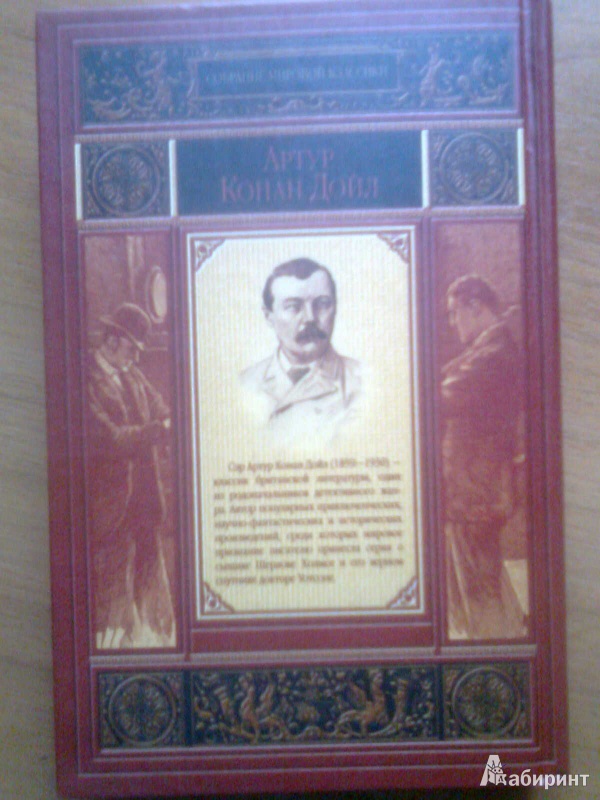 СОБРАНИЕ МИРОВОЙ КЛАССИКИ
АРТУР
КОНАН ДОЙЛ
Сэр Артур Конан Дойл (1859—1930) —
классик британской литературы, один
из родоначальников детективного жан-
ра. Автор популярных приключенческих,
научно-фантастических и исторических
произведений, среди которых мировое
признание писателю принесла серия о
сыщике Шерлоке Холмсе и его верном
спутнике докторе Уотсоне.
Лабиринт